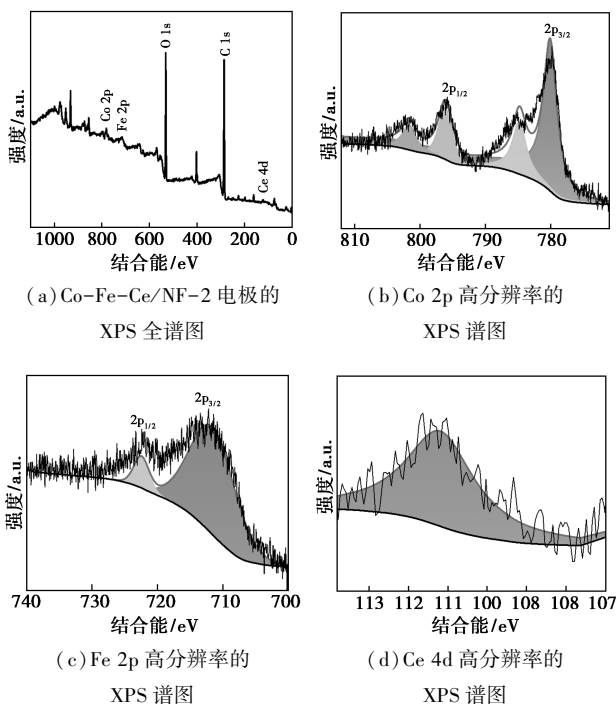 O 1s
C 1s
Co 2p
Fe 2p
Ce 4d
强度/a.u.
1000 800 600 400 200 0
结合能/eV
(a)Co-Fe-Ce/NF-2 电极的
XPS 全谱图
2p3/2
2p1/2
强度/a.u.
810 800 790 780
结合能/eV
(b)Co 2p 高分辨率的
XPS 谱图
2p1/2
2p3/2
强度/a.u.
740 730 720 710 700
结合能/eV
(c)Fe 2p 高分辨率的
XPS 谱图
强度/a.u.
113 112 111 100 108 108 107
结合能/eV
(d)Ce 4d 高分辨率的
XPS 谱图